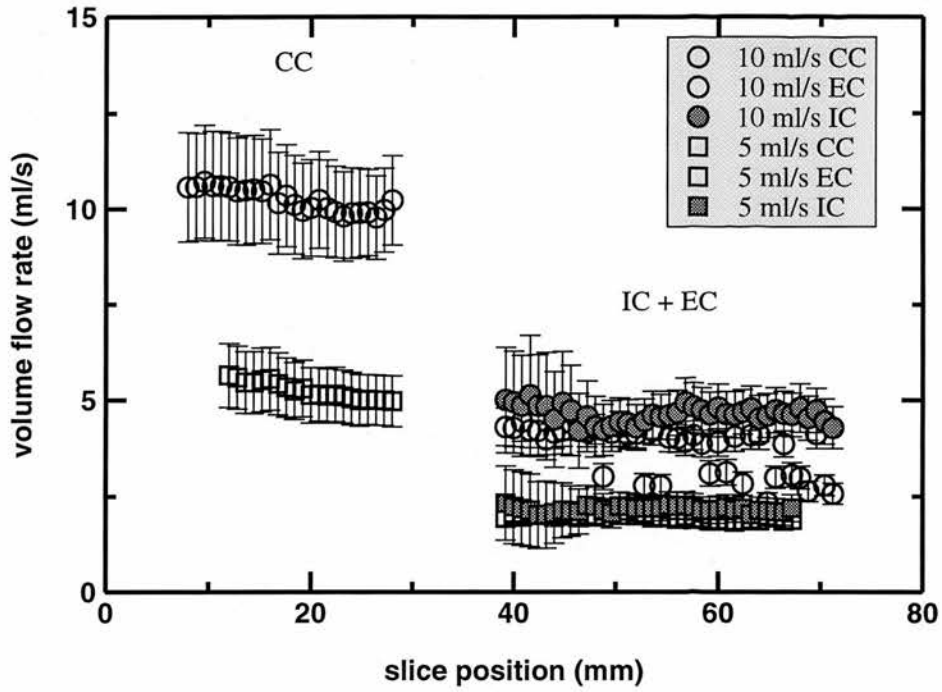 15
CC
10 ml/s CC
10 ml/s EC
10 ml/s IC
5 ml/s CC
5 ml/s EC
5 ml/s IC
10
volume flow rate (ml/s)
IC + EC
5
0
0
20
40
60
80
slice position (mm)